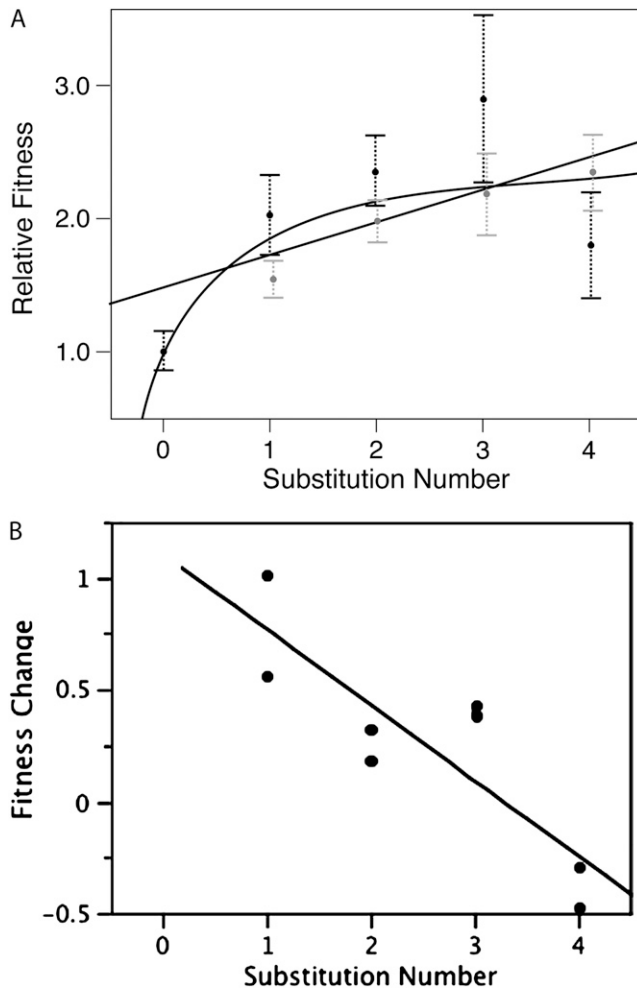 A
Relative Fitness
3.0
2.0
1.0
0 1 2 3 4
Substitution Number
B
Fitness Change
1
0.5
0
-0.5
0 1 2 3 4
Substitution Number